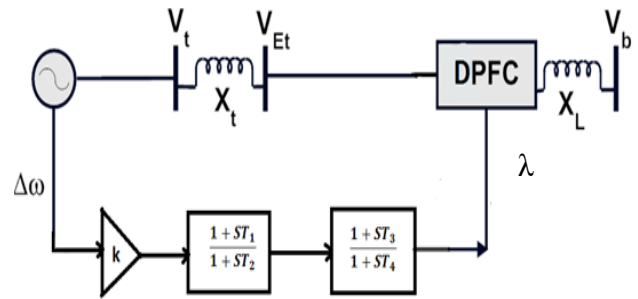 V_t
V_Et
V_b
DPFC
X_t
X_L
Δω
λ
k
1 + ST_1
1 + ST_2
1 + ST_3
1 + ST_4